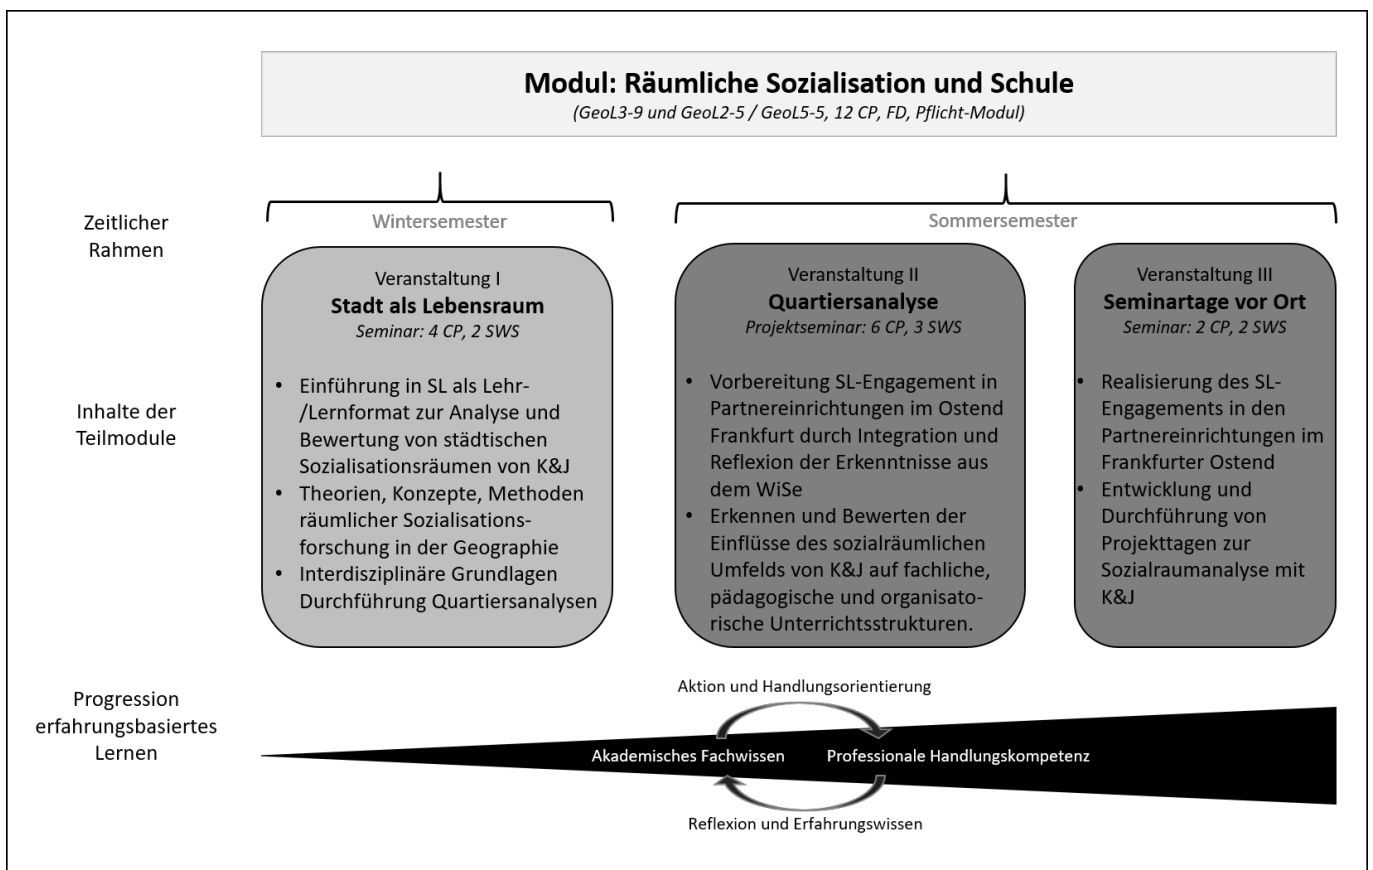 Modul: Räumliche Sozialisation und Schule
(GeoL3-9 und GeoL2-5 / GeoL5-5, 12 CP, FD, Pflicht-Modul)
Zeitlicher
Rahmen
Wintersemester
Sommersemester
Inhalte der
Teilmodule
Veranstaltung I
Stadt als Lebensraum
Seminar: 4 CP, 2 SWS
• Einführung in SL als Lehr-
/Lernformat zur Analyse und
Bewertung von städtischen
Sozialisationsräumen von K&J
• Theorien, Konzepte, Methoden
räumlicher Sozialisations-
forschung in der Geographie
• Interdisziplinäre Grundlagen
Durchführung Quartiersanalysen
Veranstaltung II
Quartiersanalyse
Projektseminar: 6 CP, 3 SWS
• Vorbereitung SL-Engagement in
Partnereinrichtungen im Ostend
Frankfurt durch Integration und
Reflexion der Erkenntnisse aus
dem WiSe
• Erkennen und Bewerten der
Einflüsse des sozialräumlichen
Umfelds von K&J auf fachliche,
pädagogische und organisato-
rische Unterrichtsstrukturen.
Veranstaltung III
Seminartage vor Ort
Seminar: 2 CP, 2 SWS
• Realisierung des SL-
Engagements in den
Partnereinrichtungen im
Frankfurter Ostend
• Entwicklung und
Durchführung von
Projekttagen zur
Sozialraumanalyse mit
K&J
Progression
erfahrungsbasiertes
Lernen
Aktion und Handlungsorientierung
Akademisches Fachwissen
Professionale Handlungskompetenz
Reflexion und Erfahrungswissen